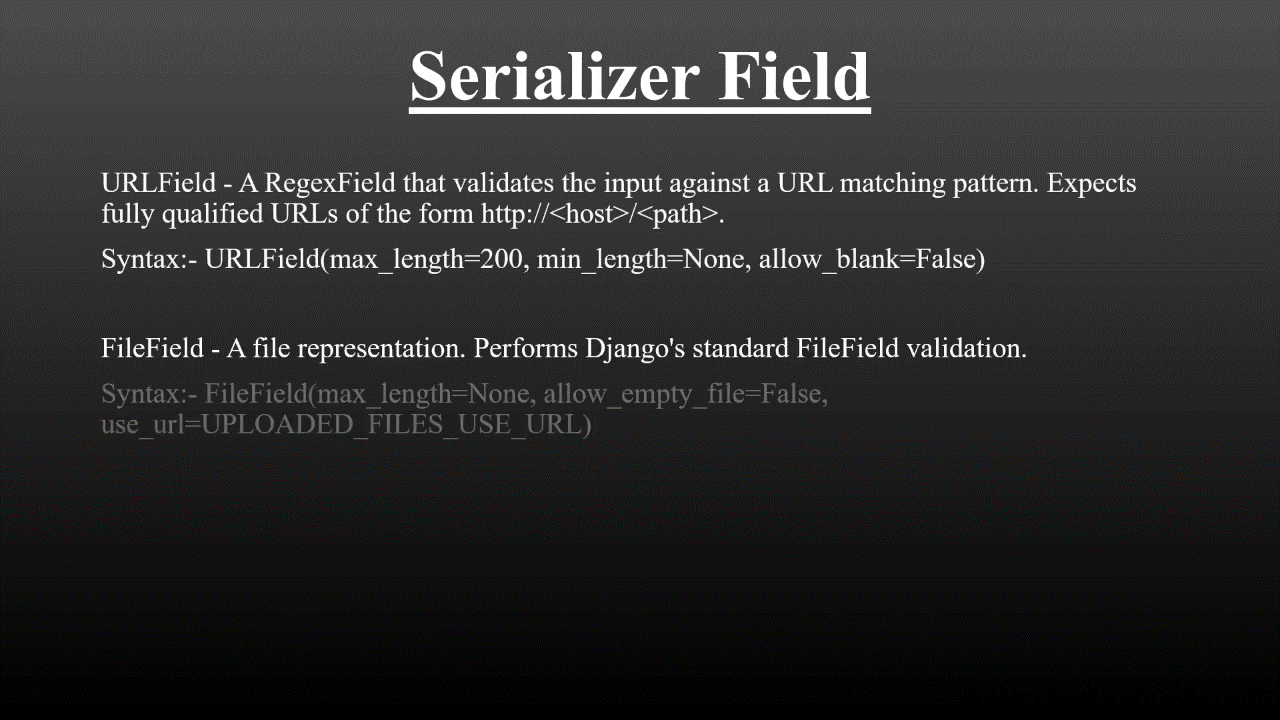 Serializer Field
URLField - A RegexField that validates the input against a URL matching pattern. Expects
fully qualified URLs of the form http://<host>/<path>.
Syntax:- URLField(max_length=200, min_length=None, allow_blank=False)
FileField - A file representation. Performs Django's standard FileField validation.
Syntax:- FileField(max_length=None, allow_empty_file=False,
use_url=UPLOADED_FILES_USE_URL)